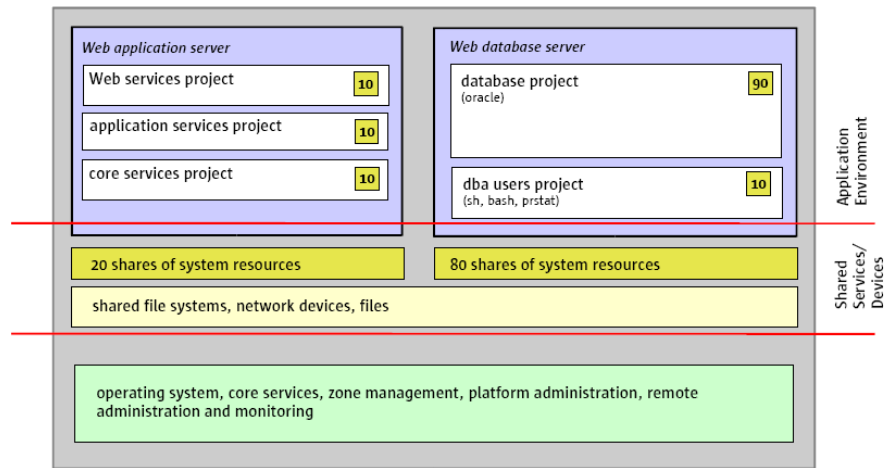 Web application server
Web services project
10
application services project
10
core services project
10
Web database server
database project
90
(oracle)
dba users project
10
(sh, bash, prstat)
Application
Environment
20 shares of system resources
80 shares of system resources
shared file systems, network devices, files
Shared
Services/
Devices
operating system, core services, zone management, platform administration, remote
administration and monitoring